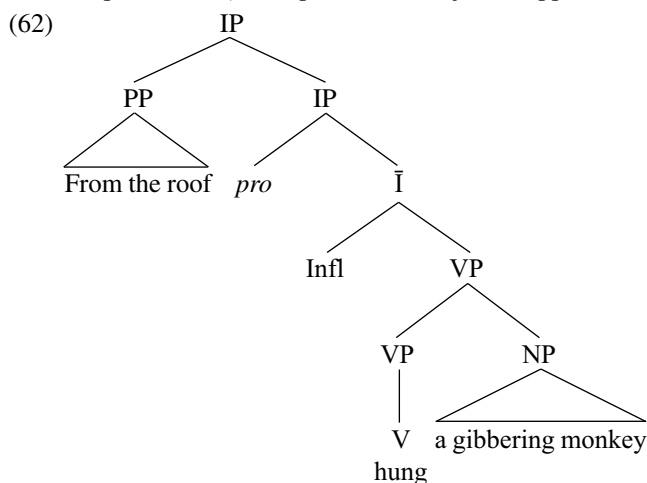 (62) IP
PP IP
From the roof pro Ī
Infl VP
VP NP
V a gibbering monkey
hung